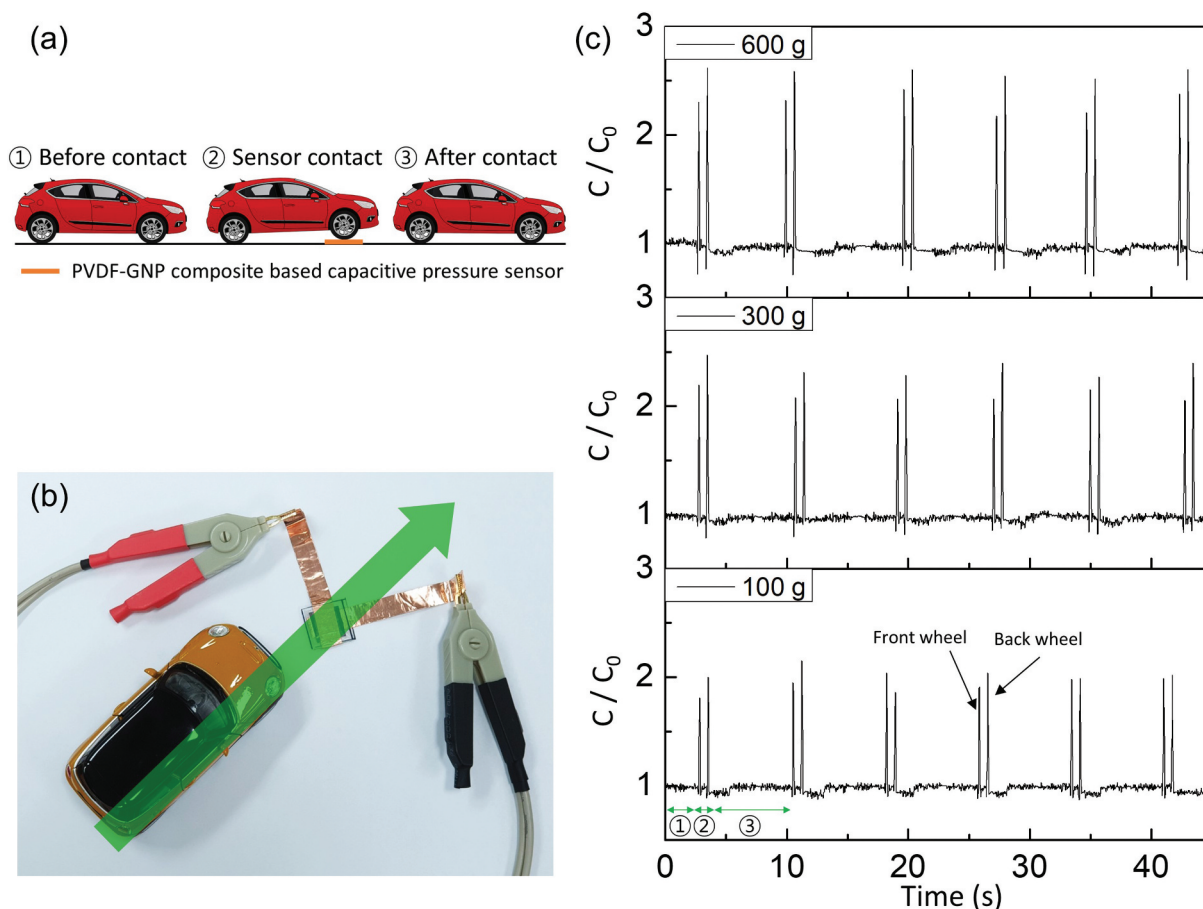 (a)
① Before contact ② Sensor contact ③ After contact
PVDF-GNP composite based capacitive pressure sensor
(b)
(c)
3
600 g
2
C / C₀
1
3
300 g
2
C / C₀
1
3
100 g
Front wheel
Back wheel
2
C / C₀
1
① ② ③
0 10 20 30 40
Time (s)